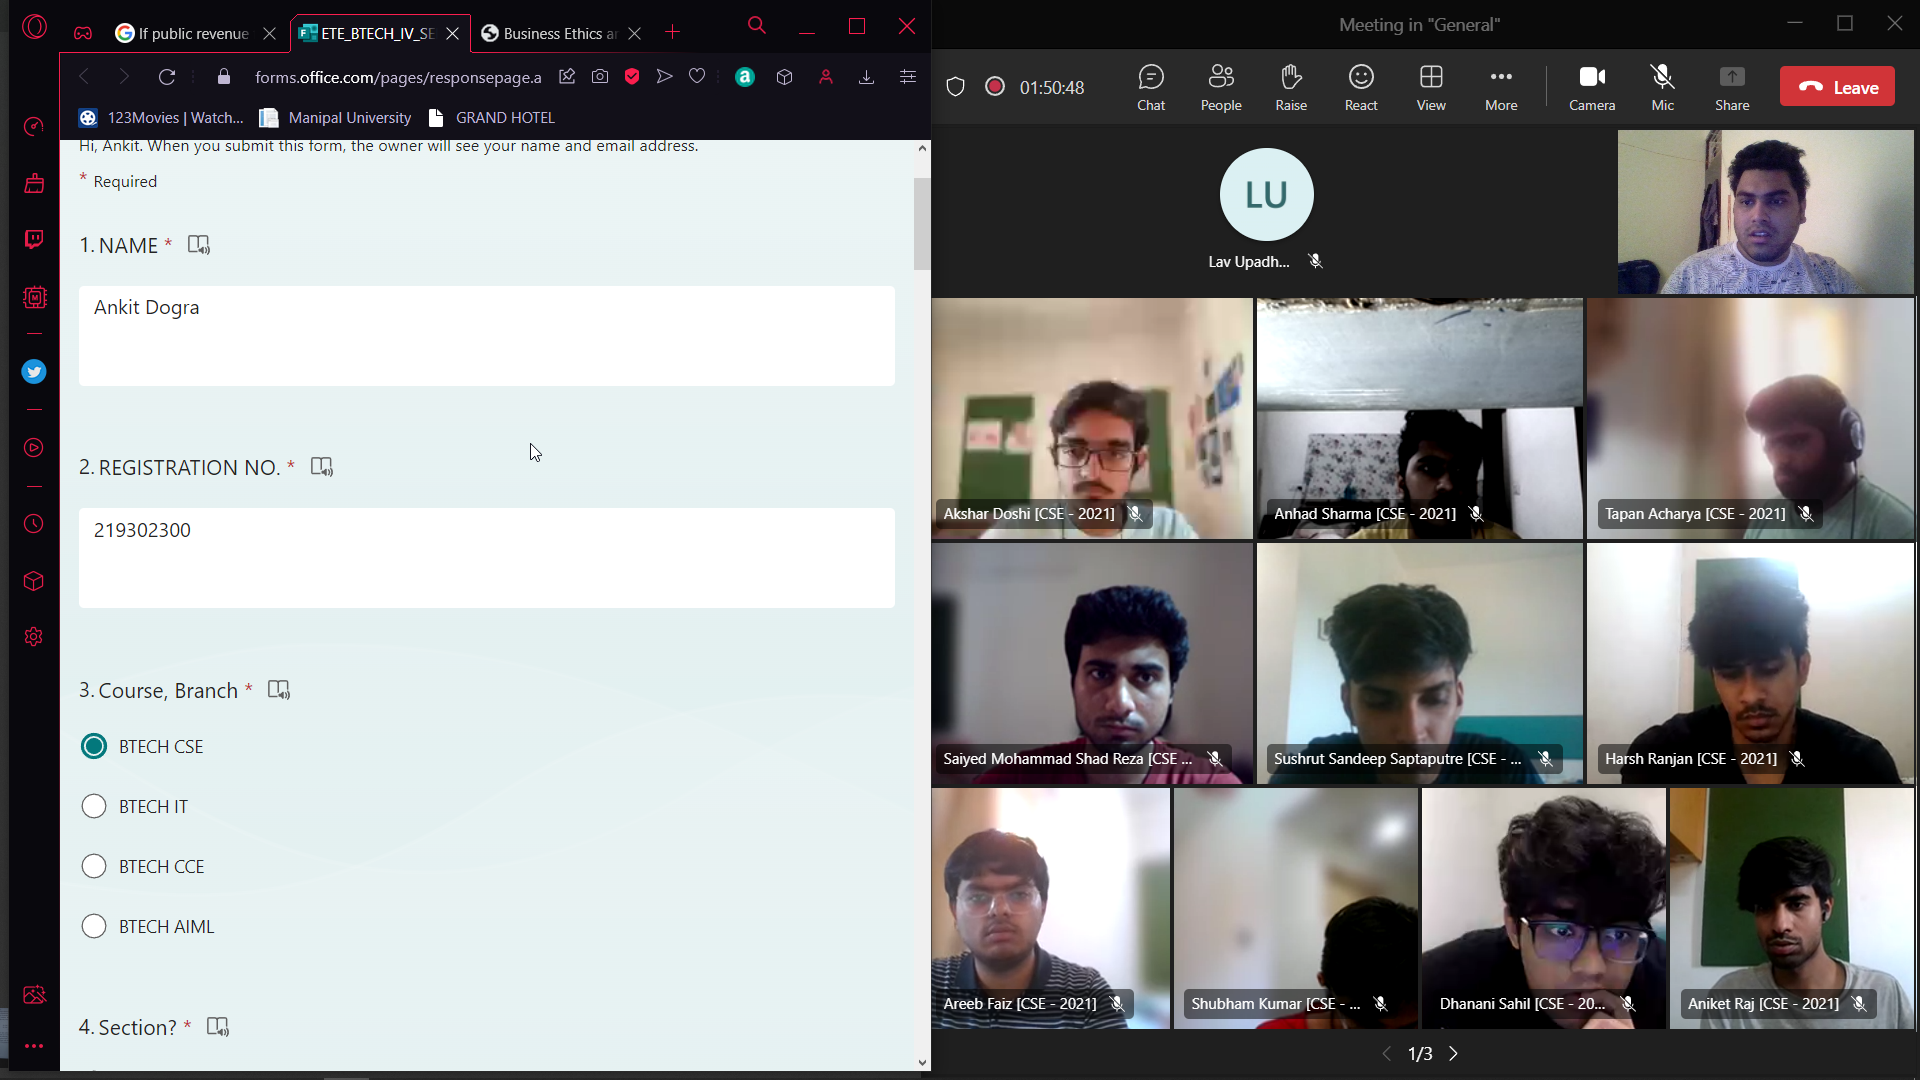 If public revenue
ETE_BTECH_IV_SE
Business Ethics ar
forms.office.com/pages/responsepage.a
123Movies | Watch...
Manipal University
GRAND HOTEL
Hi, Ankit. When you submit this form, the owner will see your name and email address.
* Required
1. NAME *
Ankit Dogra
2. REGISTRATION NO. *
219302300
3. Course, Branch *
BTECH CSE
BTECH IT
BTECH CCE
BTECH AIML
4. Section? *
Meeting in "General"
01:50:48
Chat
People
Raise
React
View
More
Camera
Mic
Share
Leave
LU
Lav Upadh...
Akshar Doshi [CSE - 2021]
Anhad Sharma [CSE - 2021]
Tapan Acharya [CSE - 2021]
Saiyed Mohammad Shad Reza [CSE ...
Sushrut Sandeep Saptaputre [CSE - ...
Harsh Ranjan [CSE - 2021]
Areeb Faiz [CSE - 2021]
Shubham Kumar [CSE - ...
Dhanani Sahil [CSE - 20...
Aniket Raj [CSE - 2021]
1/3